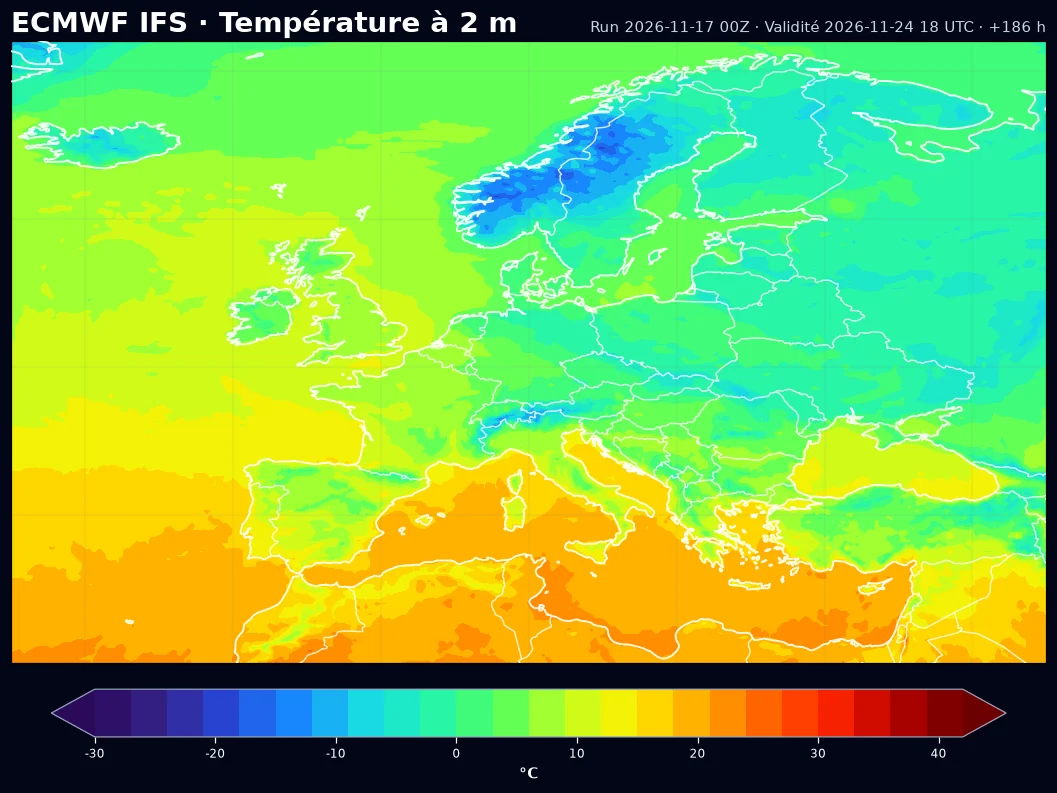 ECMWF IFS · Température à 2 m
Run 2026-11-17 00Z · Validité 2026-11-24 18 UTC · +186 h
-30 -20 -10 0 10 20 30 40
°C